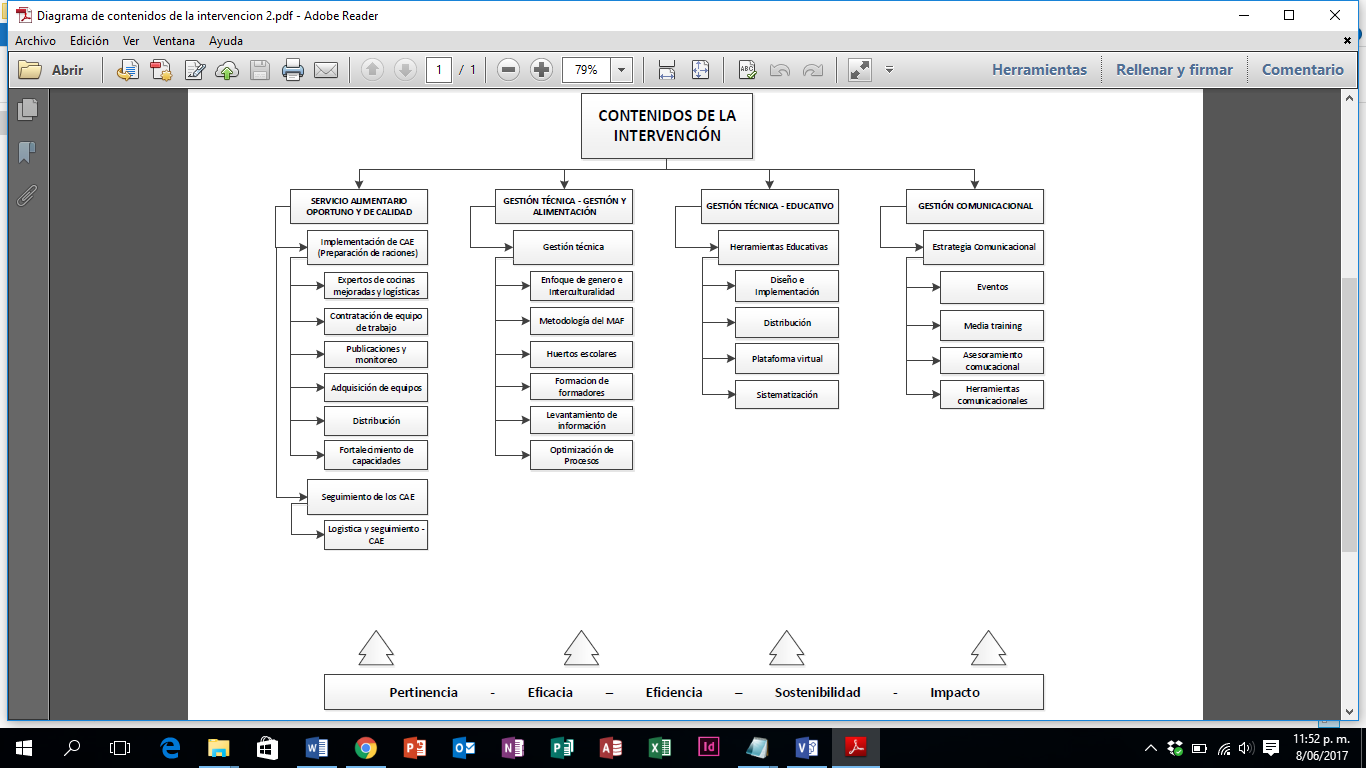 Diagrama de contenidos de la intervencion 2.pdf - Adobe Reader
Archivo Edición Ver Ventana Ayuda
Abrir 1 / 1 79% Herramientas Rellenar y firmar Comentario
CONTENIDOS DE LA
INTERVENCIÓN
SERVICIO ALIMENTARIO
OPORTUNO Y DE CALIDAD
Implementación de CAE
(Preparación de raciones)
Expertos de cocinas
mejoradas y logísticas
Contratación de equipo
de trabajo
Publicaciones y
monitoreo
Adquisición de equipos
Distribución
Fortalecimiento de
capacidades
Seguimiento de los CAE
Logistica y seguimiento -
CAE
GESTIÓN TÉCNICA - GESTIÓN Y
ALIMENTACIÓN
Gestión técnica
Enfoque de genero e
Interculturalidad
Metodología del MAF
Huertos escolares
Formacion de
formadores
Levantamiento de
información
Optimización de
Procesos
GESTIÓN TÉCNICA - EDUCATIVO
Herramientas Educativas
Diseño e
Implementación
Distribución
Plataforma virtual
Sistematización
GESTIÓN COMUNICACIONAL
Estrategia Comunicacional
Eventos
Media training
Asesoramiento
comucacional
Herramientas
comunicacionales
Pertinencia - Eficacia – Eficiencia – Sostenibilidad - Impacto
11:52 p. m.
8/06/2017